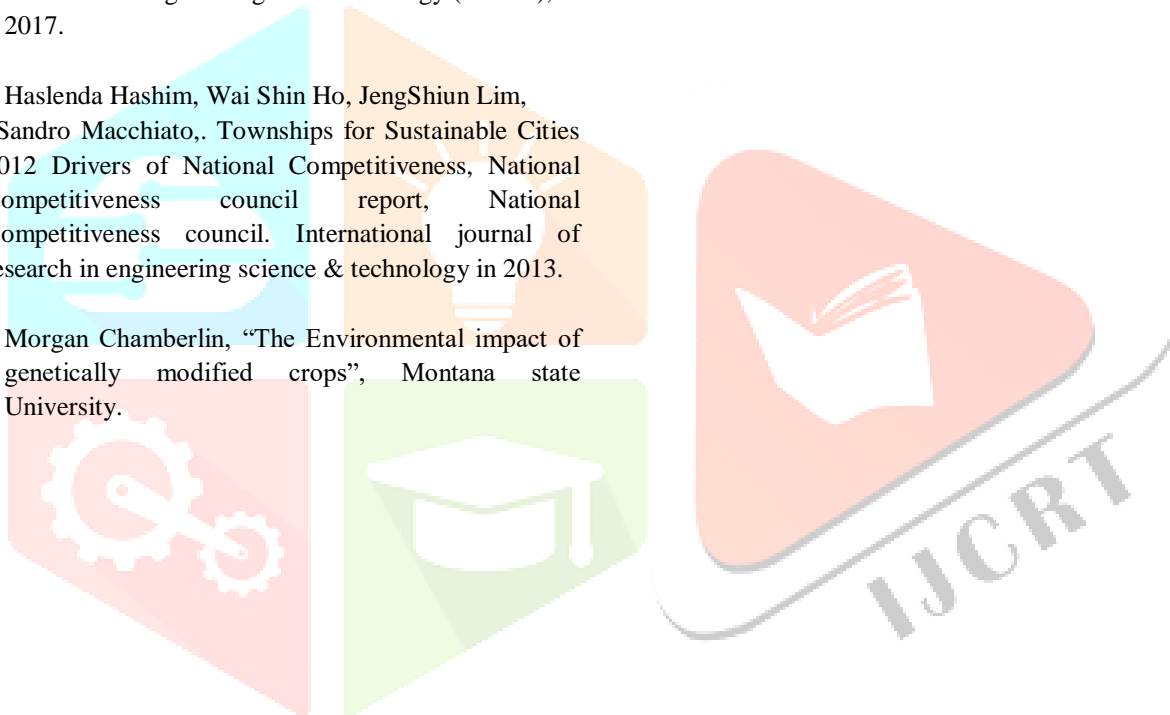 2017.
Haslenda Hashim, Wai Shin Ho, JengShiun Lim,
Sandro Macchiato,. Townships for Sustainable Cities
012 Drivers of National Competitiveness, National
ompetitiveness council report, National
ompetitiveness council. International journal of
esearch in engineering science & technology in 2013.
Morgan Chamberlin, “The Environmental impact of
genetically modified crops”, Montana state
University.
IJCRT